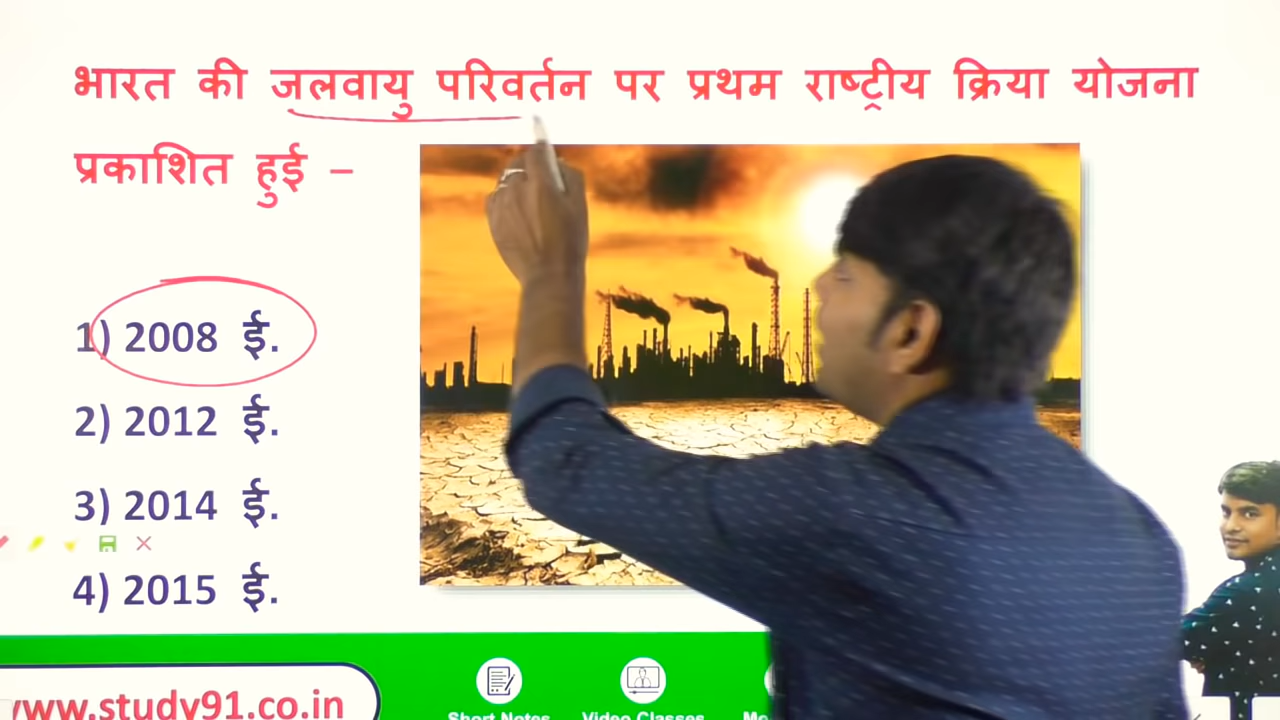 भारत की जलवायु परिवर्तन पर प्रथम राष्ट्रीय क्रिया योजना
प्रकाशित हुई –
1) 2008 ई.
2) 2012 ई.
3) 2014 ई.
4) 2015 ई.
www.study91.co.in
Short Notes
Video Classes